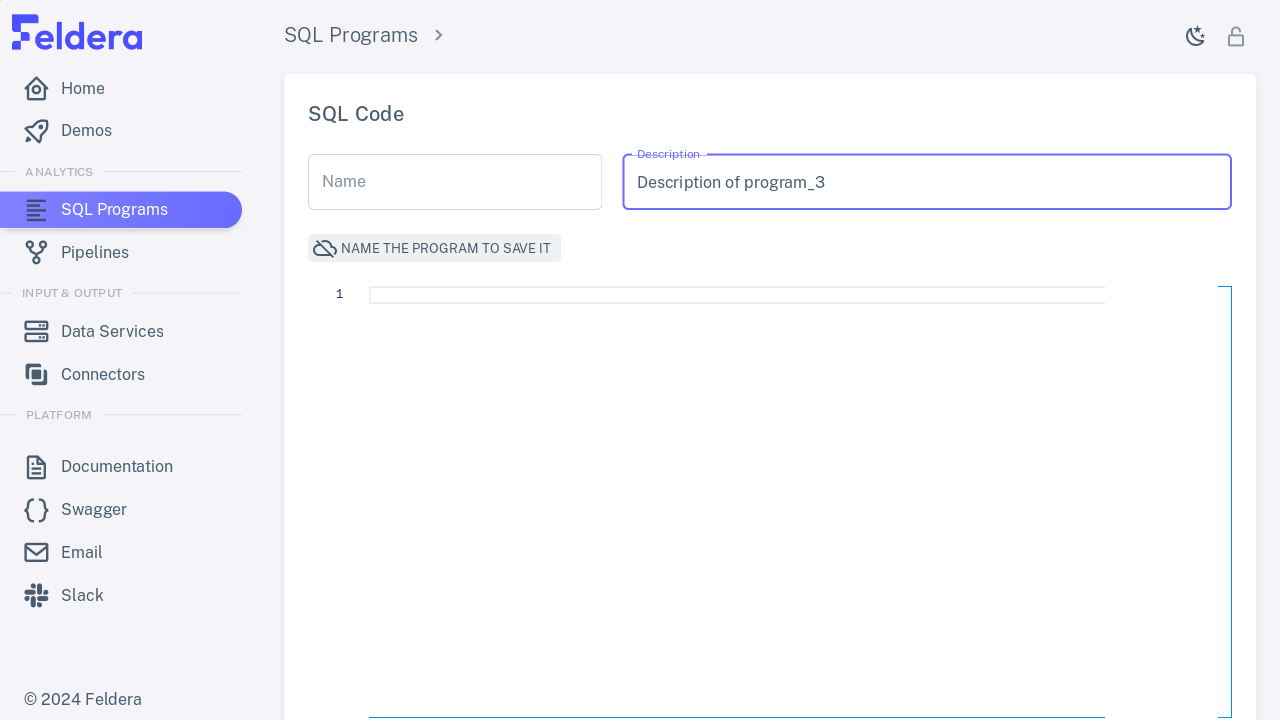 Feldera
Home
Demos
ANALYTICS
SQL Programs
Pipelines
INPUT & OUTPUT
Data Services
Connectors
PLATFORM
Documentation
Swagger
Email
Slack
© 2024 Feldera
SQL Programs
SQL Code
Name
Description
Description of program_3
NAME THE PROGRAM TO SAVE IT
1